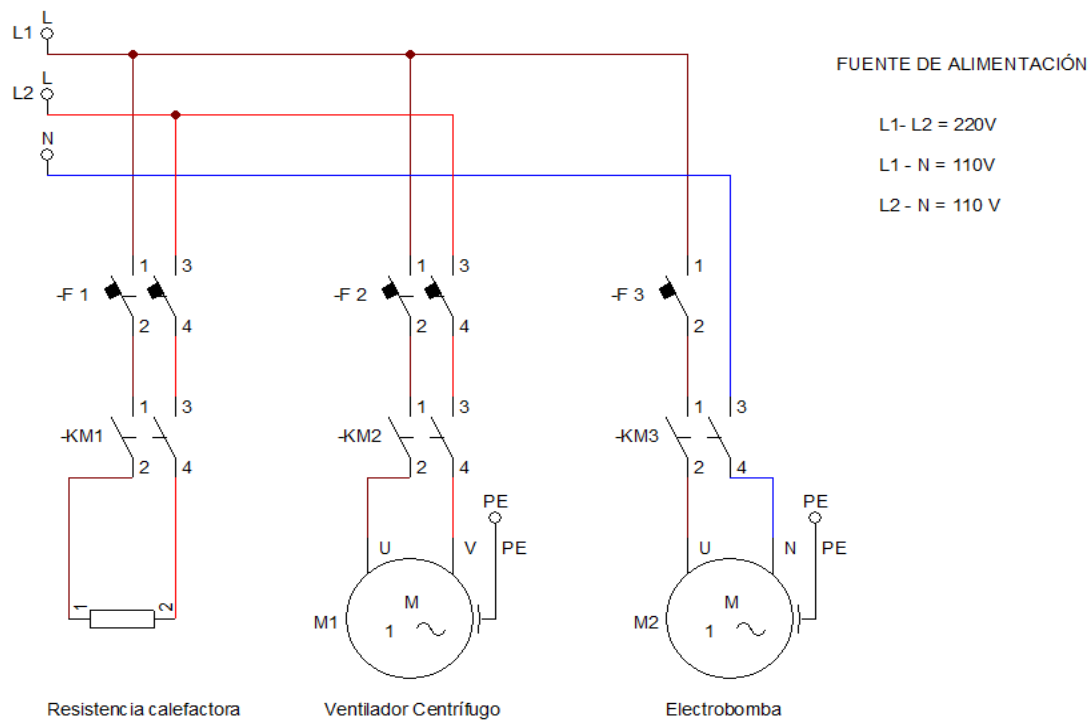 L
L1
L
L2
N
FUENTE DE ALIMENTACIÓN
L1- L2 = 220V
L1 - N = 110V
L2 - N = 110 V
1 3
-F 1
2 4
1 3
-F 2
2 4
1
-F 3
2
1 3
-KM1
2 4
1 3
-KM2
2 4
1 3
-KM3
2 4
PE
PE
U V PE
U N PE
1 2
M1
M
1
M2
M
1
Resistencia calefactora
Ventilador Centrífugo
Electrobomba